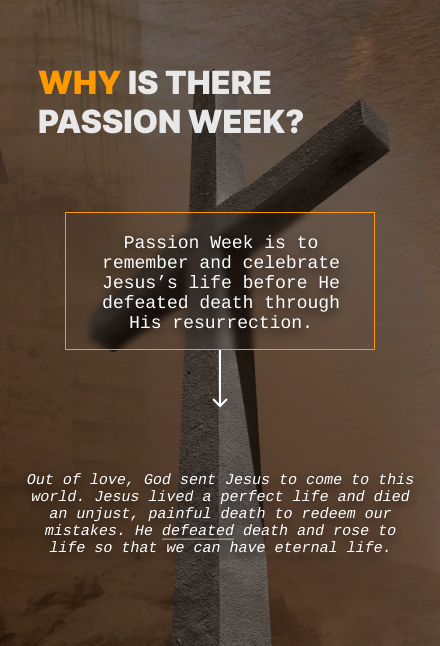 WHY IS THERE
PASSION WEEK?
Passion Week is to
remember and celebrate
Jesus’s life before He
defeated death through
His resurrection.
Out of love, God sent Jesus to come to this
world. Jesus lived a perfect life and died
an unjust, painful death to redeem our
mistakes. He defeated death and rose to
life so that we can have eternal life.